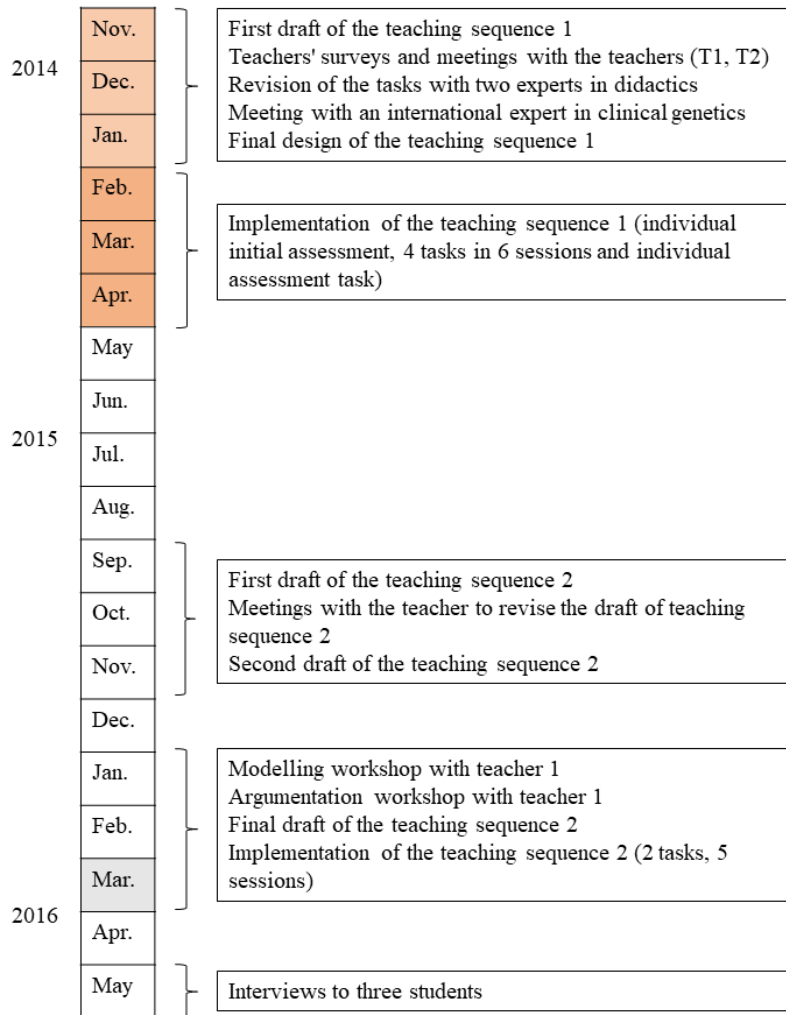 Nov.
First draft of the teaching sequence 1
Teachers' surveys and meetings with the teachers (T1, T2)
2014
Dec.
Revision of the tasks with two experts in didactics
Meeting with an international expert in clinical genetics
Jan.
Final design of the teaching sequence 1
Feb.
Mar.
Implementation of the teaching sequence 1 (individual
initial assessment, 4 tasks in 6 sessions and individual
assessment task)
Apr.
May
Jun.
2015
Jul.
Aug.
Sep.
First draft of the teaching sequence 2
Oct.
Meetings with the teacher to revise the draft of teaching
sequence 2
Nov.
Second draft of the teaching sequence 2
Dec.
Jan.
Modelling workshop with teacher 1
Argumentation workshop with teacher 1
Feb.
Final draft of the teaching sequence 2
Implementation of the teaching sequence 2 (2 tasks, 5
sessions)
Mar.
2016
Apr.
May
Interviews to three students